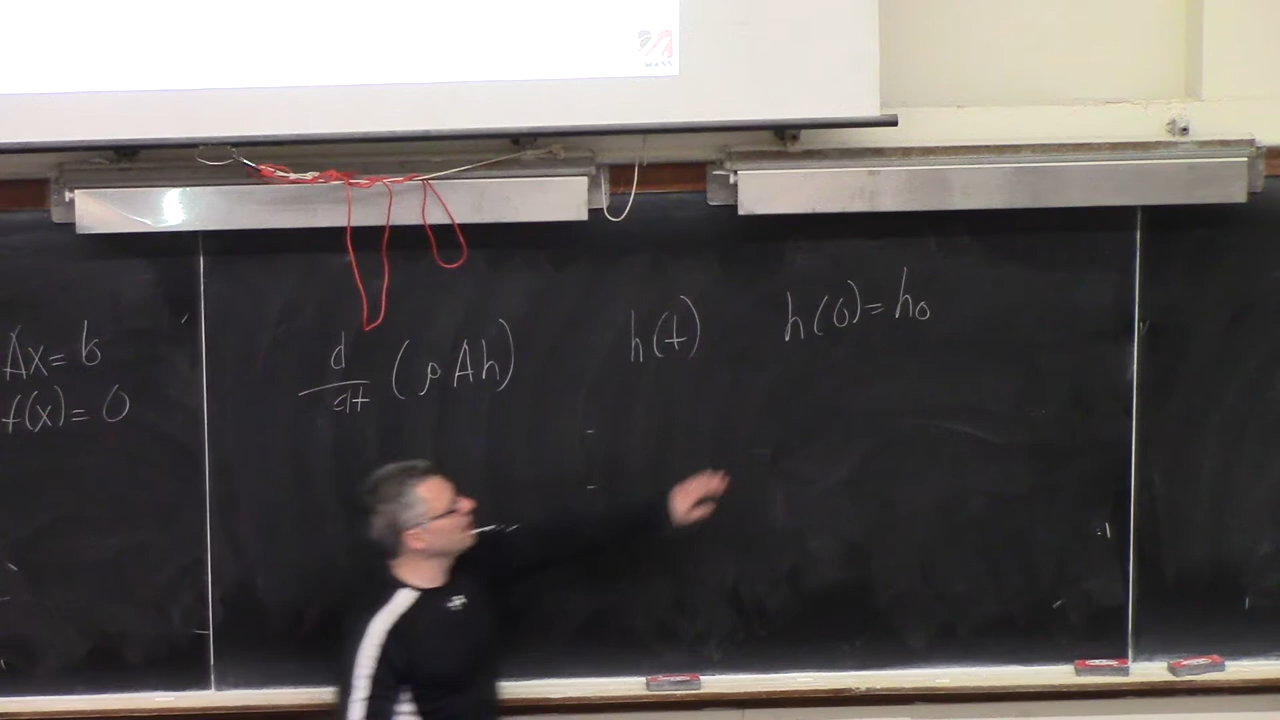 Ax = b
f(x) = 0
d/dt (ρAh)
h(t)
h(0) = h₀